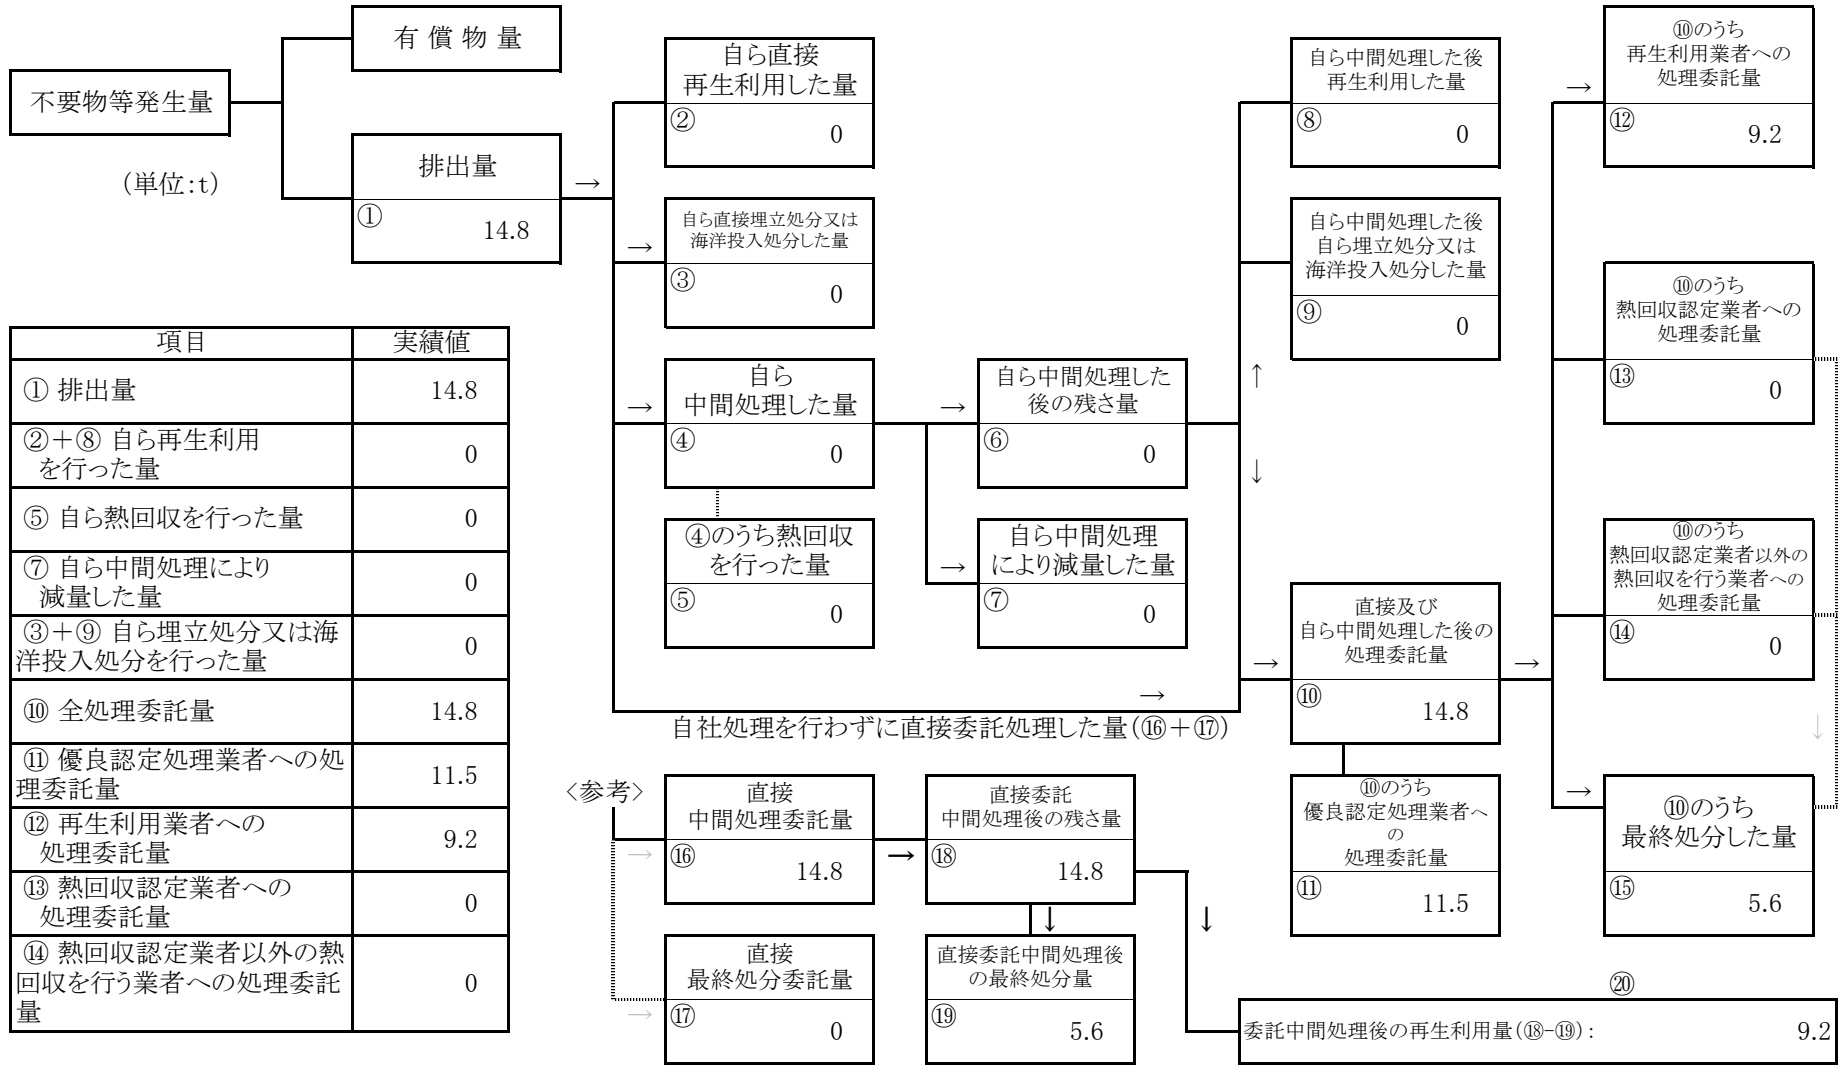 有償物量
不要物等発生量
(単位:t)
排出量
①
14.8
→
自ら直接
再生利用した量
②
0
→
自ら直接埋立処分又は
海洋投入処分した量
③
0
→
自ら
中間処理した量
④
0
④のうち熱回収
を行った量
⑤
0
→
自ら中間処理した
後の残さ量
⑥
0
→
自ら中間処理
により減量した量
⑦
0
自ら中間処理した後
再生利用した量
⑧
0
自ら中間処理した後
自ら埋立処分又は
海洋投入処分した量
⑨
0
↑
↓
→
自社処理を行わずに直接委託処理した量(⑯＋⑰)
→
直接及び
自ら中間処理した後の
処理委託量
⑩
14.8
→
⑩のうち
優良認定処理業者へ
の
処理委託量
⑪
11.5
→
⑩のうち
再生利用業者への
処理委託量
⑫
9.2
⑩のうち
熱回収認定業者への
処理委託量
⑬
0
⑩のうち
熱回収認定業者以外の
熱回収を行う業者への
処理委託量
⑭
0
↓
→
⑩のうち
最終処分した量
⑮
5.6
項目 実績値
① 排出量 14.8
②＋⑧ 自ら再生利用
を行った量 0
⑤ 自ら熱回収を行った量 0
⑦ 自ら中間処理により
減量した量 0
③＋⑨ 自ら埋立処分又は海
洋投入処分を行った量 0
⑩ 全処理委託量 14.8
⑪ 優良認定処理業者への処
理委託量 11.5
⑫ 再生利用業者への
処理委託量 9.2
⑬ 熱回収認定業者への
処理委託量 0
⑭ 熱回収認定業者以外の熱
回収を行う業者への処理委託
量 0
〈参考〉
→
直接
中間処理委託量
⑯
14.8
→
直接委託
中間処理後の残さ量
⑱
14.8
↓
↓
→
直接
最終処分委託量
⑰
0
直接委託中間処理後
の最終処分量
⑲
5.6
⑳
委託中間処理後の再生利用量(⑱-⑲): 9.2